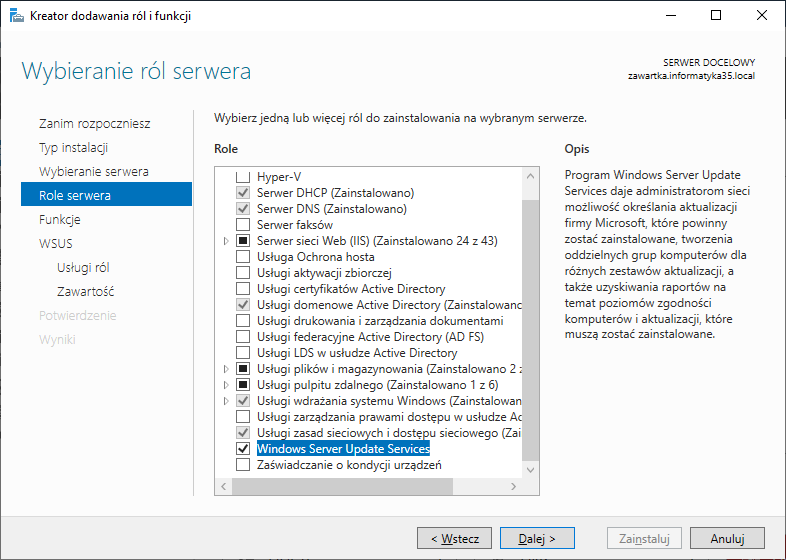 Kreator dodawania ról i funkcji
Wybieranie ról serwera
SERWER DOCELOWY
zawartka.informatyka35.local
Zanim rozpoczniesz
Typ instalacji
Wybieranie serwera
Role serwera
Funkcje
WSUS
Usługi ról
Zawartość
Potwierdzenie
Wyniki
Wybierz jedną lub więcej ról do zainstalowania na wybranym serwerze.
Role
Hyper-V
Serwer DHCP (Zainstalowano)
Serwer DNS (Zainstalowano)
Serwer faksów
Serwer sieci Web (IIS) (Zainstalowano 24 z 43)
Usługa Ochrona hosta
Usługi aktywacji zbiorczej
Usługi certyfikatów Active Directory
Usługi domenowe Active Directory (Zainstalowano
Usługi drukowania i zarządzania dokumentami
Usługi federacyjne Active Directory (AD FS)
Usługi LDS w usłudze Active Directory
Usługi plików i magazynowania (Zainstalowano 2 z
Usługi pulpitu zdalnego (Zainstalowano 1 z 6)
Usługi wdrażania systemu Windows (Zainstalowan
Usługi zarządzania prawami dostępu w usłudze Ac
Usługi zasad sieciowych i dostępu sieciowego (Zai
Windows Server Update Services
Zaświadczanie o kondycji urządzeń
Opis
Program Windows Server Update
Services daje administratorom sieci
możliwość określania aktualizacji
firmy Microsoft, które powinny
zostać zainstalowane, tworzenia
oddzielnych grup komputerów dla
różnych zestawów aktualizacji, a
także uzyskiwania raportów na
temat poziomów zgodności
komputerów i aktualizacji, które
muszą zostać zainstalowane.
< Wstecz
Dalej >
Zainstaluj
Anuluj